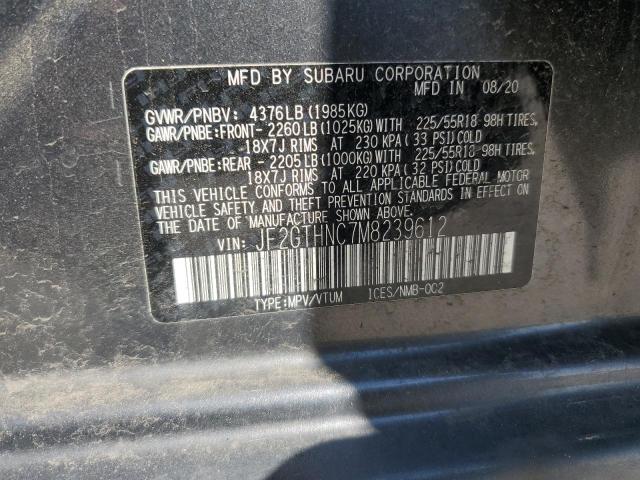 MFD BY SUBARU CORPORATION
MFD IN 08/20
GVWR/PNBV: 4376LB(1985KG)
GAWR/PNBE:FRONT- 2260LB(1025KG)WITH 225/55R18 98H TIRES,
18X7J RIMS AT 230 KPA(33 PSI)COLD
GAWR/PNBE:REAR - 2205LB(1000KG)WITH 225/55R18 98H TIRES,
18X7J RIMS AT 220 KPA(32 PSI)COLD
THIS VEHICLE CONFORMS TO ALL APPLICABLE FEDERAL MOTOR
VEHICLE SAFETY AND THEFT PREVENTION STANDARDS IN EFFECT ON
THE DATE OF MANUFACTURE SHOWN ABOVE.
VIN: JF2GTHNC7M8239612
TYPE:MPV/VTUM ICES/NMB-002